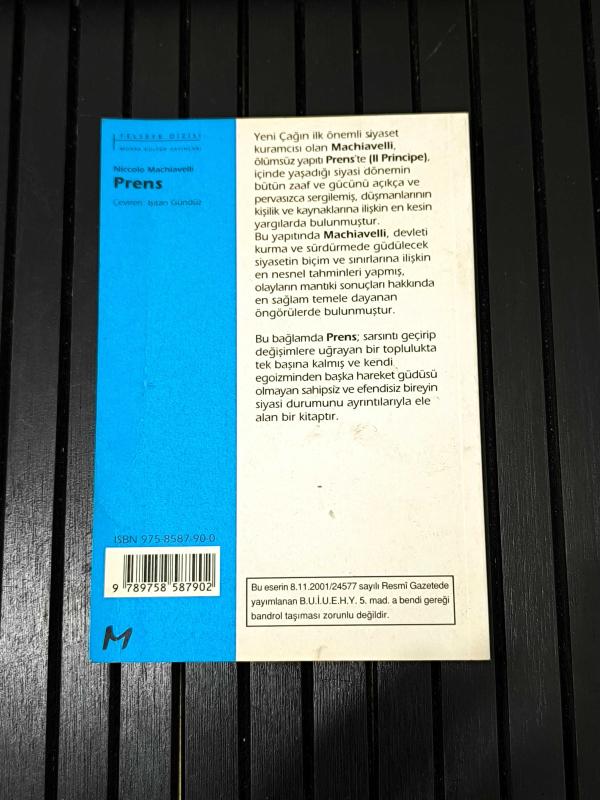 FELSEFE DİZİSİ
MOZAİK KÜLTÜR YAYINLARI
Niccolo Machiavelli
Prens
Çeviren: Işıtan Gündüz
Yeni Çağın ilk önemli siyaset
kuramcısı olan Machiavelli,
ölümsüz yapıtı Prens'te (Il Principe),
içinde yaşadığı siyasi dönemin
bütün zaaf ve gücünü açıkça ve
pervasızca sergilemiş, düşmanlarının
kişilik ve kaynaklarına ilişkin en kesin
yargılarda bulunmuştur.
Bu yapıtında Machiavelli, devleti
kurma ve sürdürmede güdülecek
siyasetin biçim ve sınırlarına ilişkin
en nesnel tahminleri yapmış,
olayların mantıki sonuçları hakkında
en sağlam temele dayanan
öngörülerde bulunmuştur.
Bu bağlamda Prens; sarsıntı geçirip
değişimlere uğrayan bir toplulukta
tek başına kalmış ve kendi
egoizminden başka hareket güdüsü
olmayan sahipsiz ve efendisiz bireyin
siyasi durumunu ayrıntılarıyla ele
alan bir kitaptır.
ISBN 975-8587-90-0
9 789758 587902
M
Bu eserin 8.11.2001/24577 sayılı Resmî Gazetede
yayımlanan B.U.İ.U.E.H.Y. 5. mad. a bendi gereği
bandrol taşıması zorunlu değildir.